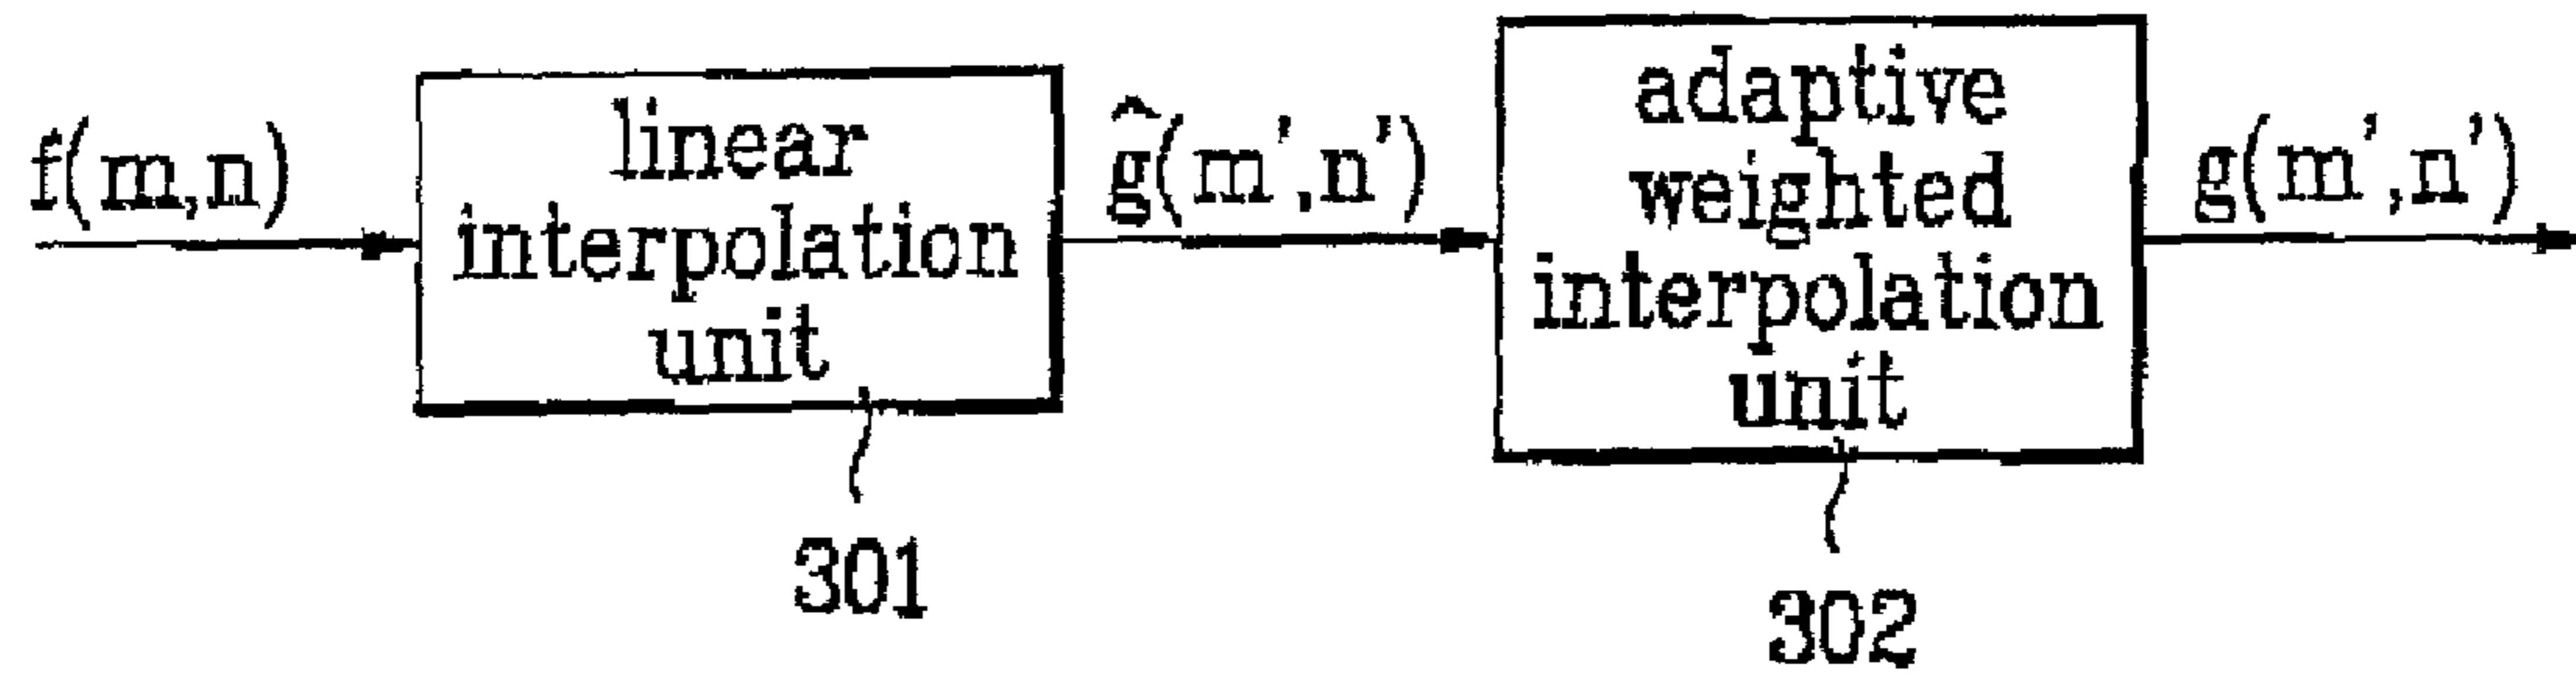 f(m,n)
linear
interpolation
unit
301
ĝ(m',n')
adaptive
weighted
interpolation
unit
302
g(m',n')